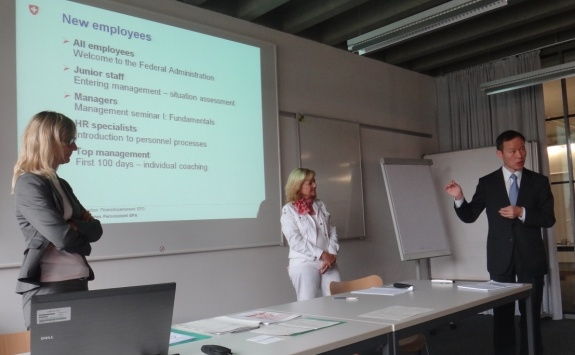 New employees
➢ All employees
Welcome to the Federal Administration
➢ Junior staff
Entering management – situation assessment
➢ Managers
Management seminar I: Fundamentals
HR specialists
Introduction to personnel processes
Top management
First 100 days – individual coaching
DELL